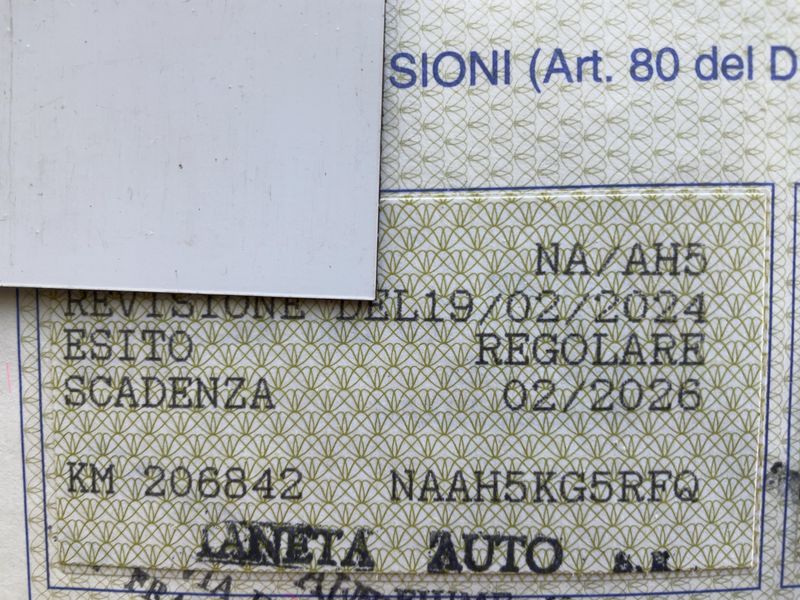 SIONI (Art. 80 del D
NA/AH5
REVISIONE DEL19/02/2024
ESITO REGOLARE
SCADENZA 02/2026
KM 206842 NAAH5KG5RFQ
IANETA AUTO